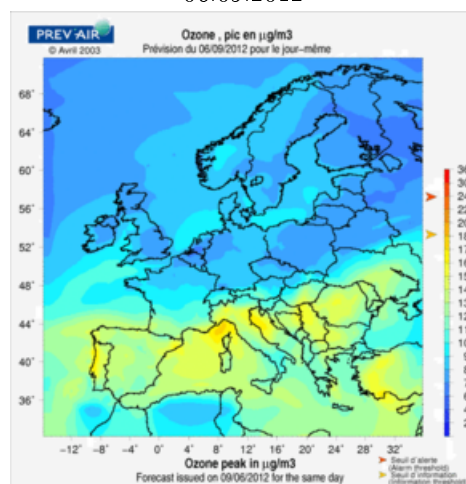 PREV'AIR
© Avril 2003
Ozone , pic en µg/m3
Prévision du 06/09/2012 pour le jour-même
68°
64°
60°
56°
52°
48°
44°
40°
36°
-12° -8° -4° 0° 4° 8° 12° 16° 20° 24° 28° 32°
Ozone peak in µg/m3
Forecast issued on 09/06/2012 for the same day
Seuil d'alerte
(Alarm threshold)
Seuil d'information
(Information threshold)